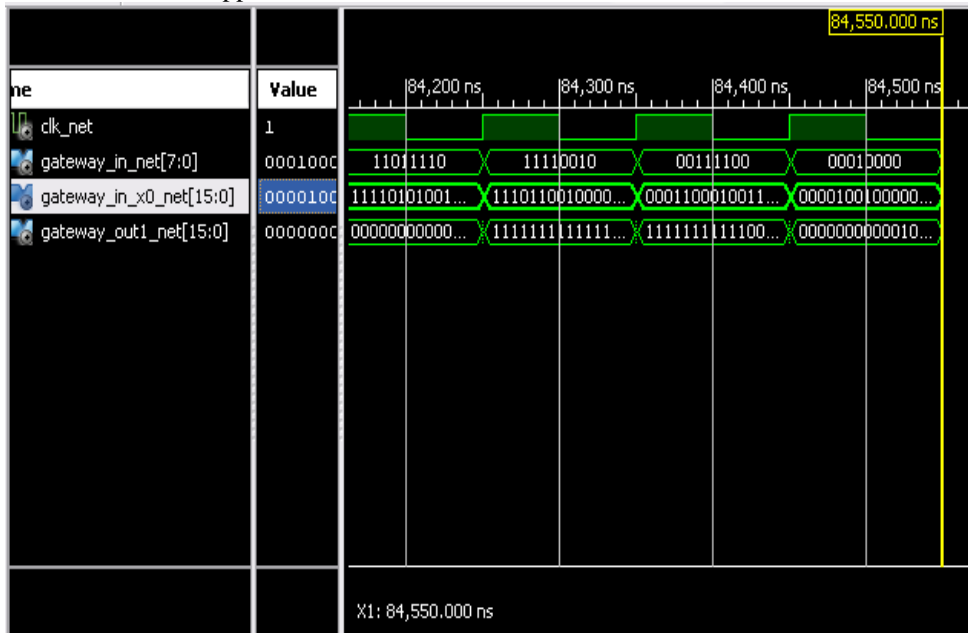 84,550.000 ns
me Value 84,200 ns 84,300 ns 84,400 ns 84,500 ns
clk_net 1
gateway_in_net[7:0] 0001000 11011110 11110010 00111100 00010000
gateway_in_x0_net[15:0] 0000100 11110101001... 1110110010000... 0001100010011... 0000100100000...
gateway_out1_net[15:0] 0000000 00000000000... 1111111111111... 1111111111100... 0000000000010...
X1: 84,550.000 ns